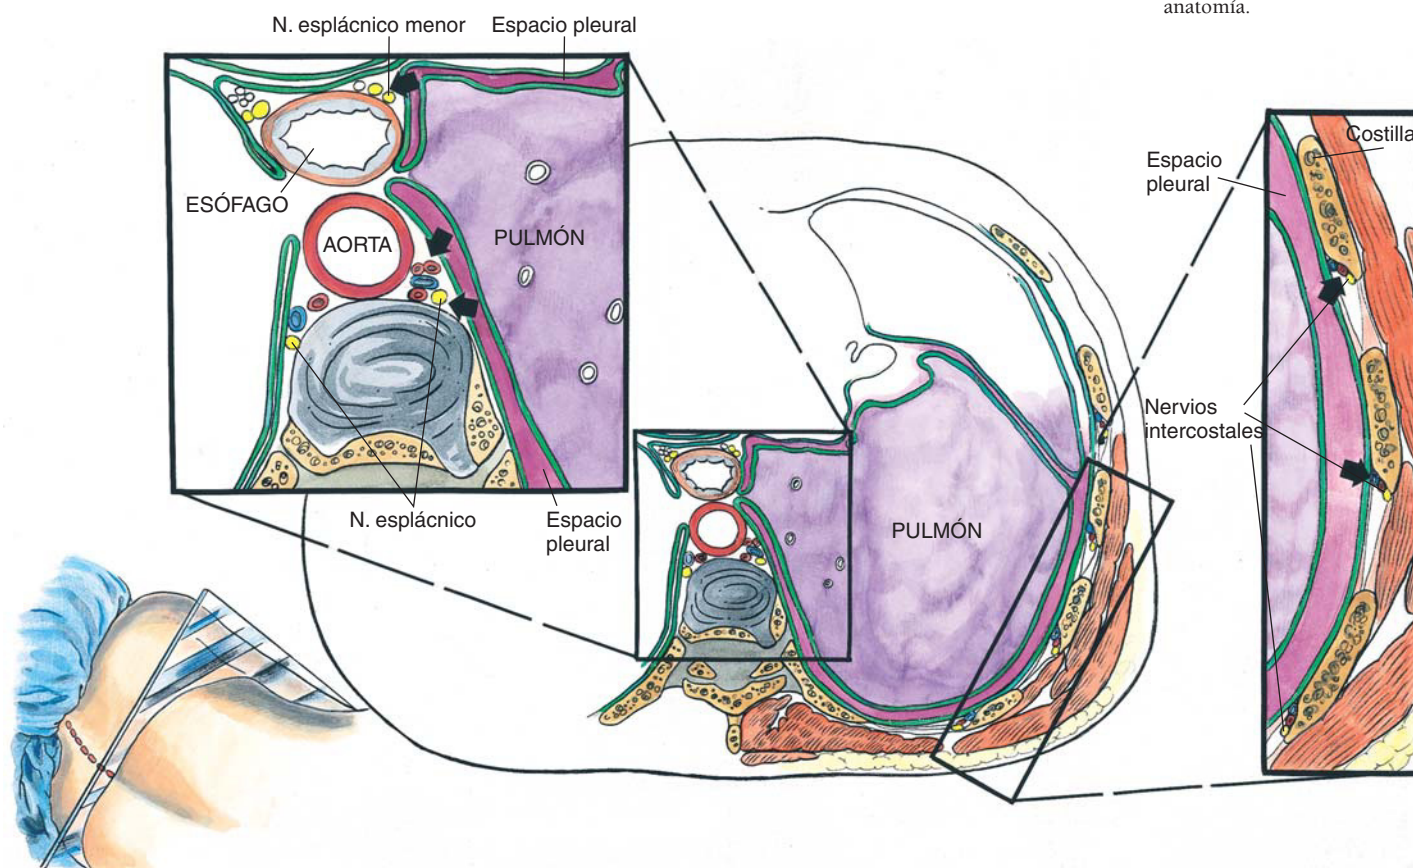 anatomía.
N. esplácnico menor
Espacio pleural
ESÓFAGO
AORTA
PULMÓN
N. esplácnico
Espacio
pleural
PULMÓN
Espacio
pleural
Costilla
Nervios
intercostales